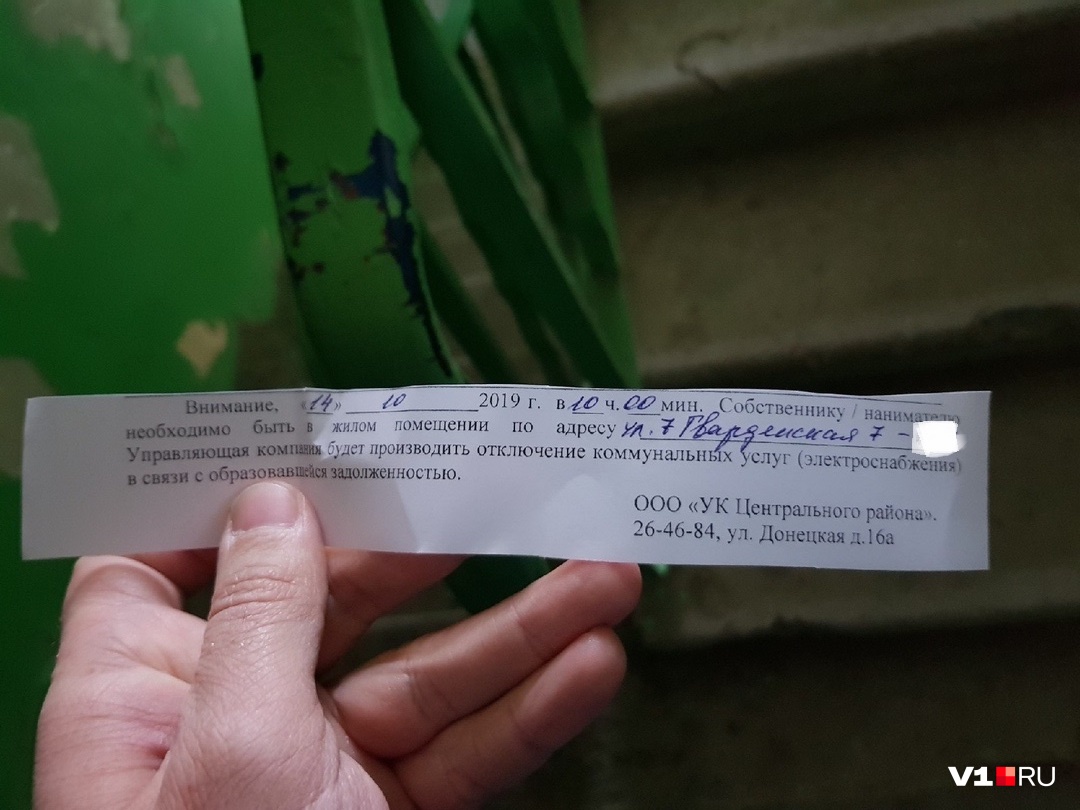 Внимание, «14» 10 2019 г. в 10 ч. 00 мин. Собственнику / нанимателю
необходимо быть в жилом помещении по адресу ул. 7 Гвардейская 7 -
Управляющая компания будет производить отключение коммунальных услуг (электроснабжения)
в связи с образовавшейся задолженностью.
ООО «УК Центрального района».
26-46-84, ул. Донецкая д.16а
V1.RU